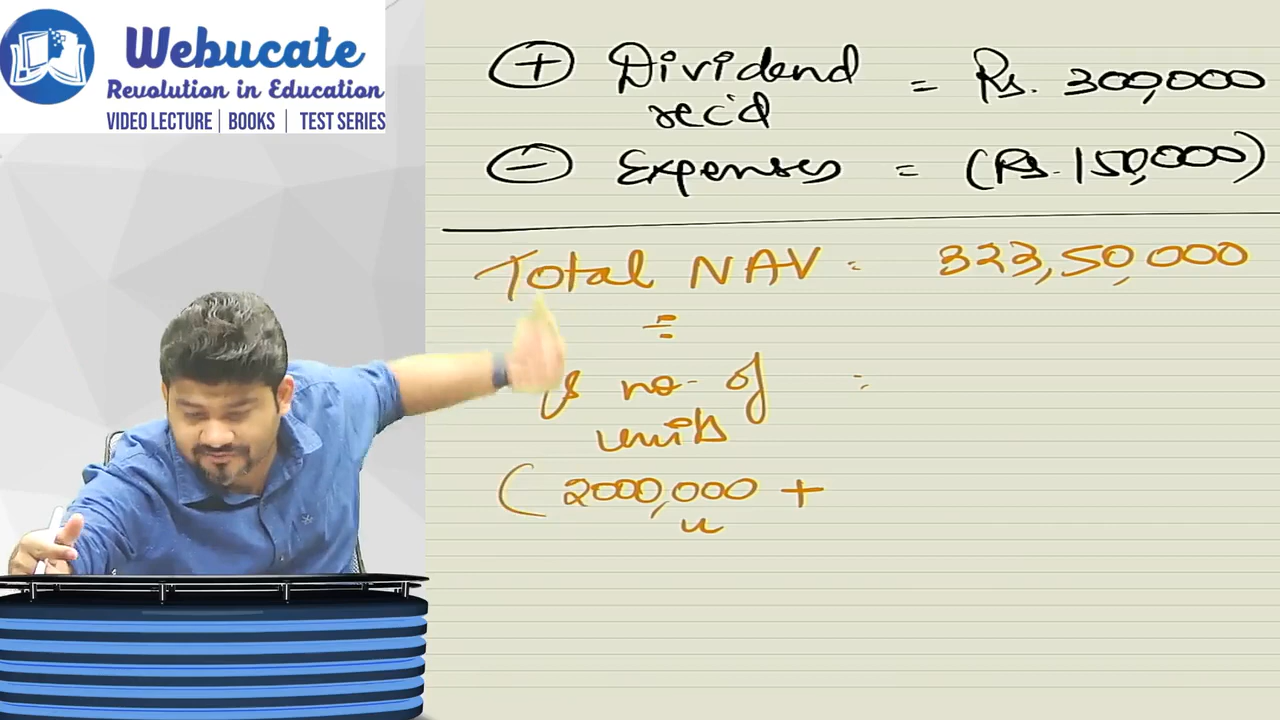 Webucate
Revolution in Education
VIDEO LECTURE | BOOKS | TEST SERIES
+ Dividend = Rs. 300,000
rec'd
- Expenses = (Rs. 150,000)
Total NAV = 323,50,000
÷
no. of =
units
( 2000,000 +
u